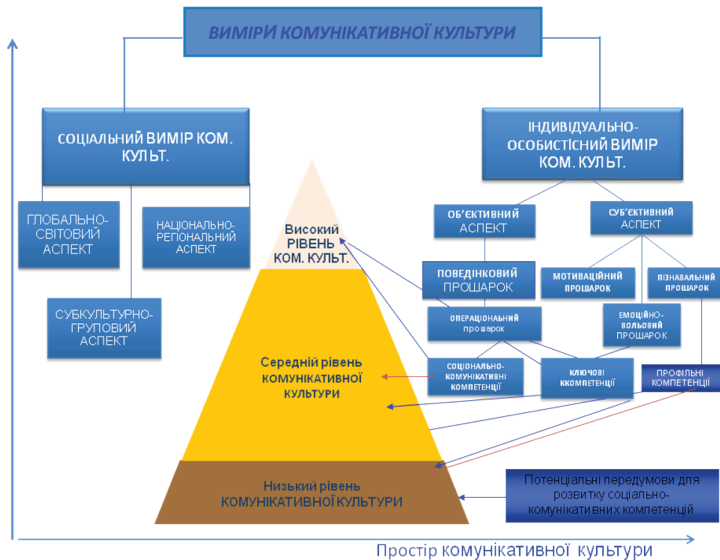 ВИМІРИ КОМУНІКАТИВНОЇ КУЛЬТУРИ
СОЦІАЛЬНИЙ ВИМІР КОМ.
КУЛЬТ.
ІНДИВИДУАЛЬНО-
ОСОБИСТІСНИЙ ВИМІР
КОМ. КУЛЬТ.
ГЛОБАЛЬНО-
СВІТОВИЙ
АСПЕКТ
НАЦІОНАЛЬНО-
РЕГІОНАЛЬНИЙ
АСПЕКТ
СУБКУЛЬТУРНО-
ГРУПОВИЙ
АСПЕКТ
ОБ’ЄКТИВНИЙ
АСПЕКТ
СУБ’ЄКТИВНИЙ
АСПЕКТ
ПОВЕДІНКОВИЙ
ПРОШАРОК
МОТИВАЦІЙНИЙ
ПРОШАРОК
ПІЗНАВАЛЬНИЙ
ПРОШАРОК
ОПЕРАЦІОНАЛЬНИЙ
прошарок
ЕМОЦІЙНО-
ВОЛЬОВИЙ
ПРОШАРОК
СОЦІОНАЛЬНО-
КОМУНІКАТИВНІ
КОМПЕТЕНЦІЇ
КЛЮЧОВІ
ККОМПЕТЕНЦІЇ
ПРОФІЛЬНІ
КОМПЕТЕНЦІЇ
Високий
РІВЕНЬ
КОМ. КУЛЬТ.
Середній рівень
КОМУНІКАТИВНОЇ
КУЛЬТУРИ
Низький рівень
КОМУНІКАТИВНОЇ КУЛЬТУРИ
Потенціальні передумови для
розвитку соціально-
комунікативних компетенцій
Простір комунікативної культури